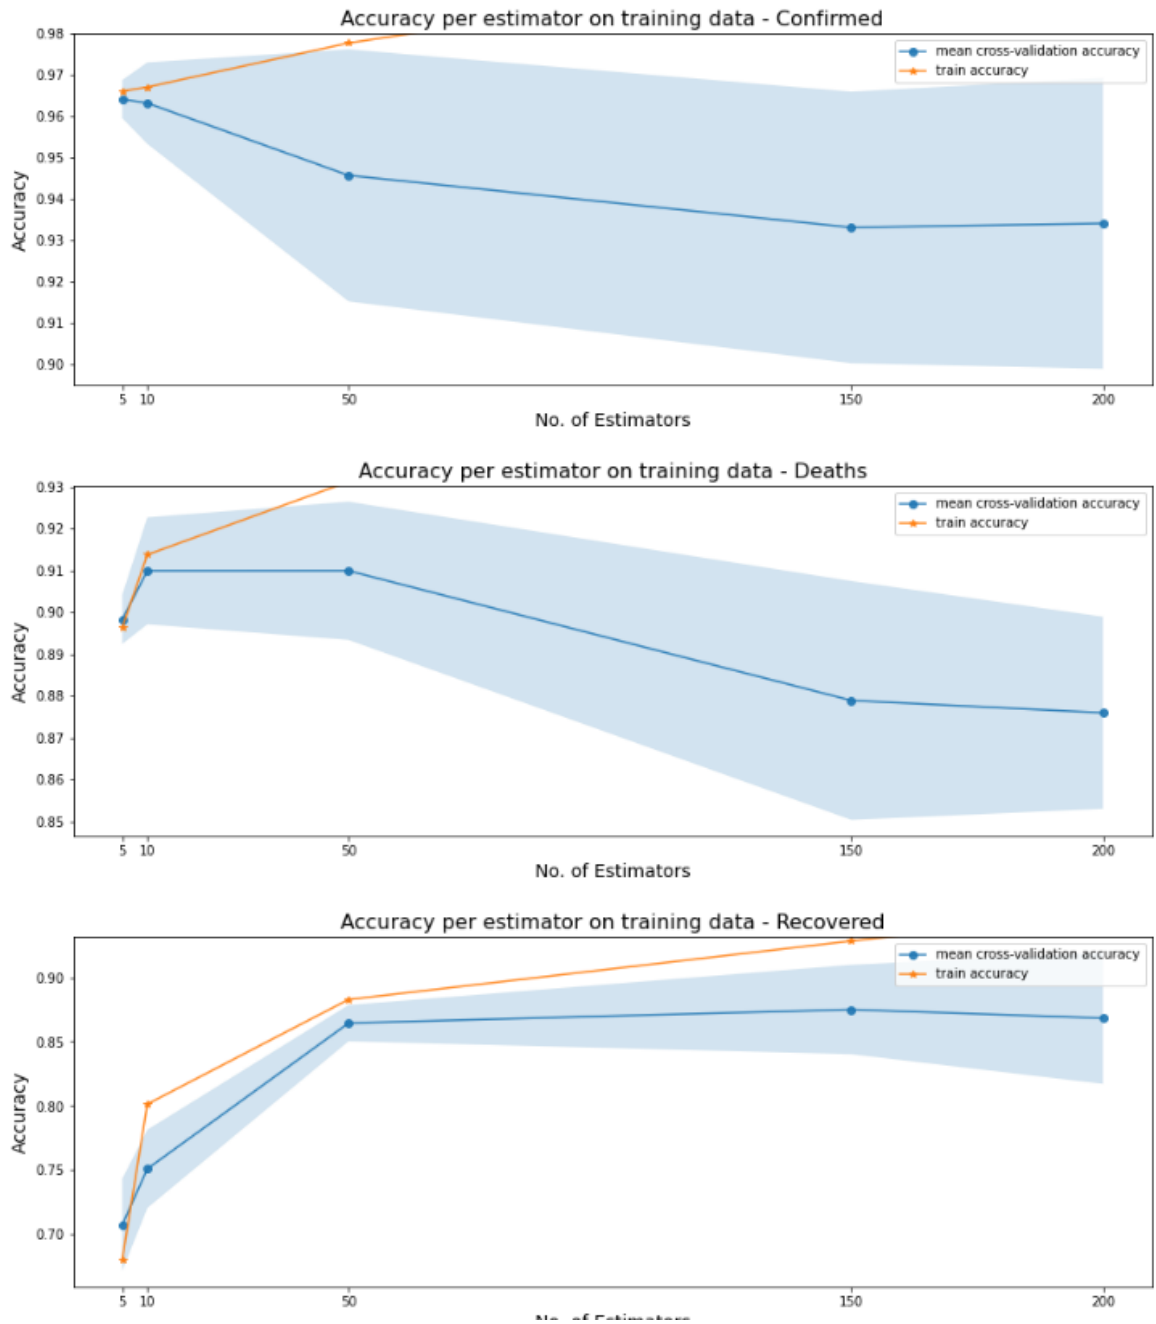 Accuracy per estimator on training data - Confirmed
0.98
0.97
0.96
0.95
0.94
0.93
0.92
0.91
0.90
Accuracy
mean cross-validation accuracy
train accuracy
5 10 50 150 200
No. of Estimators
Accuracy per estimator on training data - Deaths
0.93
0.92
0.91
0.90
0.89
0.88
0.87
0.86
0.85
Accuracy
mean cross-validation accuracy
train accuracy
5 10 50 150 200
No. of Estimators
Accuracy per estimator on training data - Recovered
0.90
0.85
0.80
0.75
0.70
Accuracy
mean cross-validation accuracy
train accuracy
5 10 50 150 200
No. of Estimators